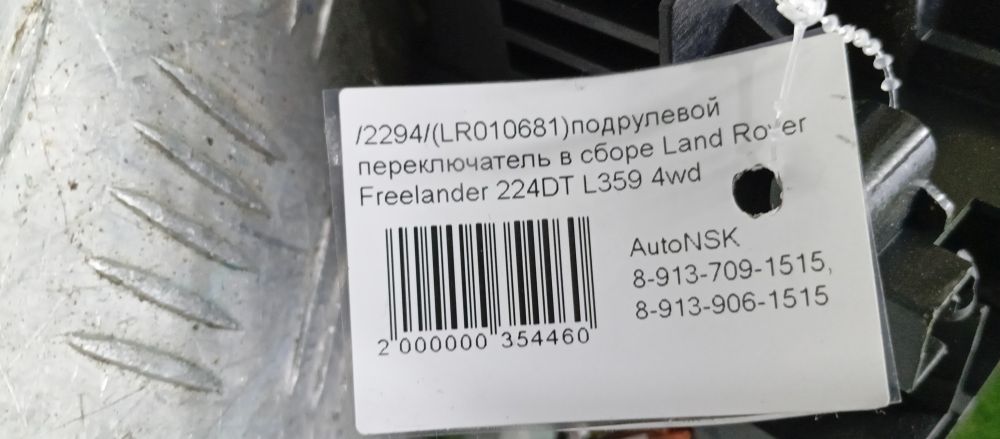 /2294/(LR010681)подрулевой
переключатель в сборе Land Rover
Freelander 224DT L359 4wd
AutoNSK
8-913-709-1515,
8-913-906-1515
2 000000 354460